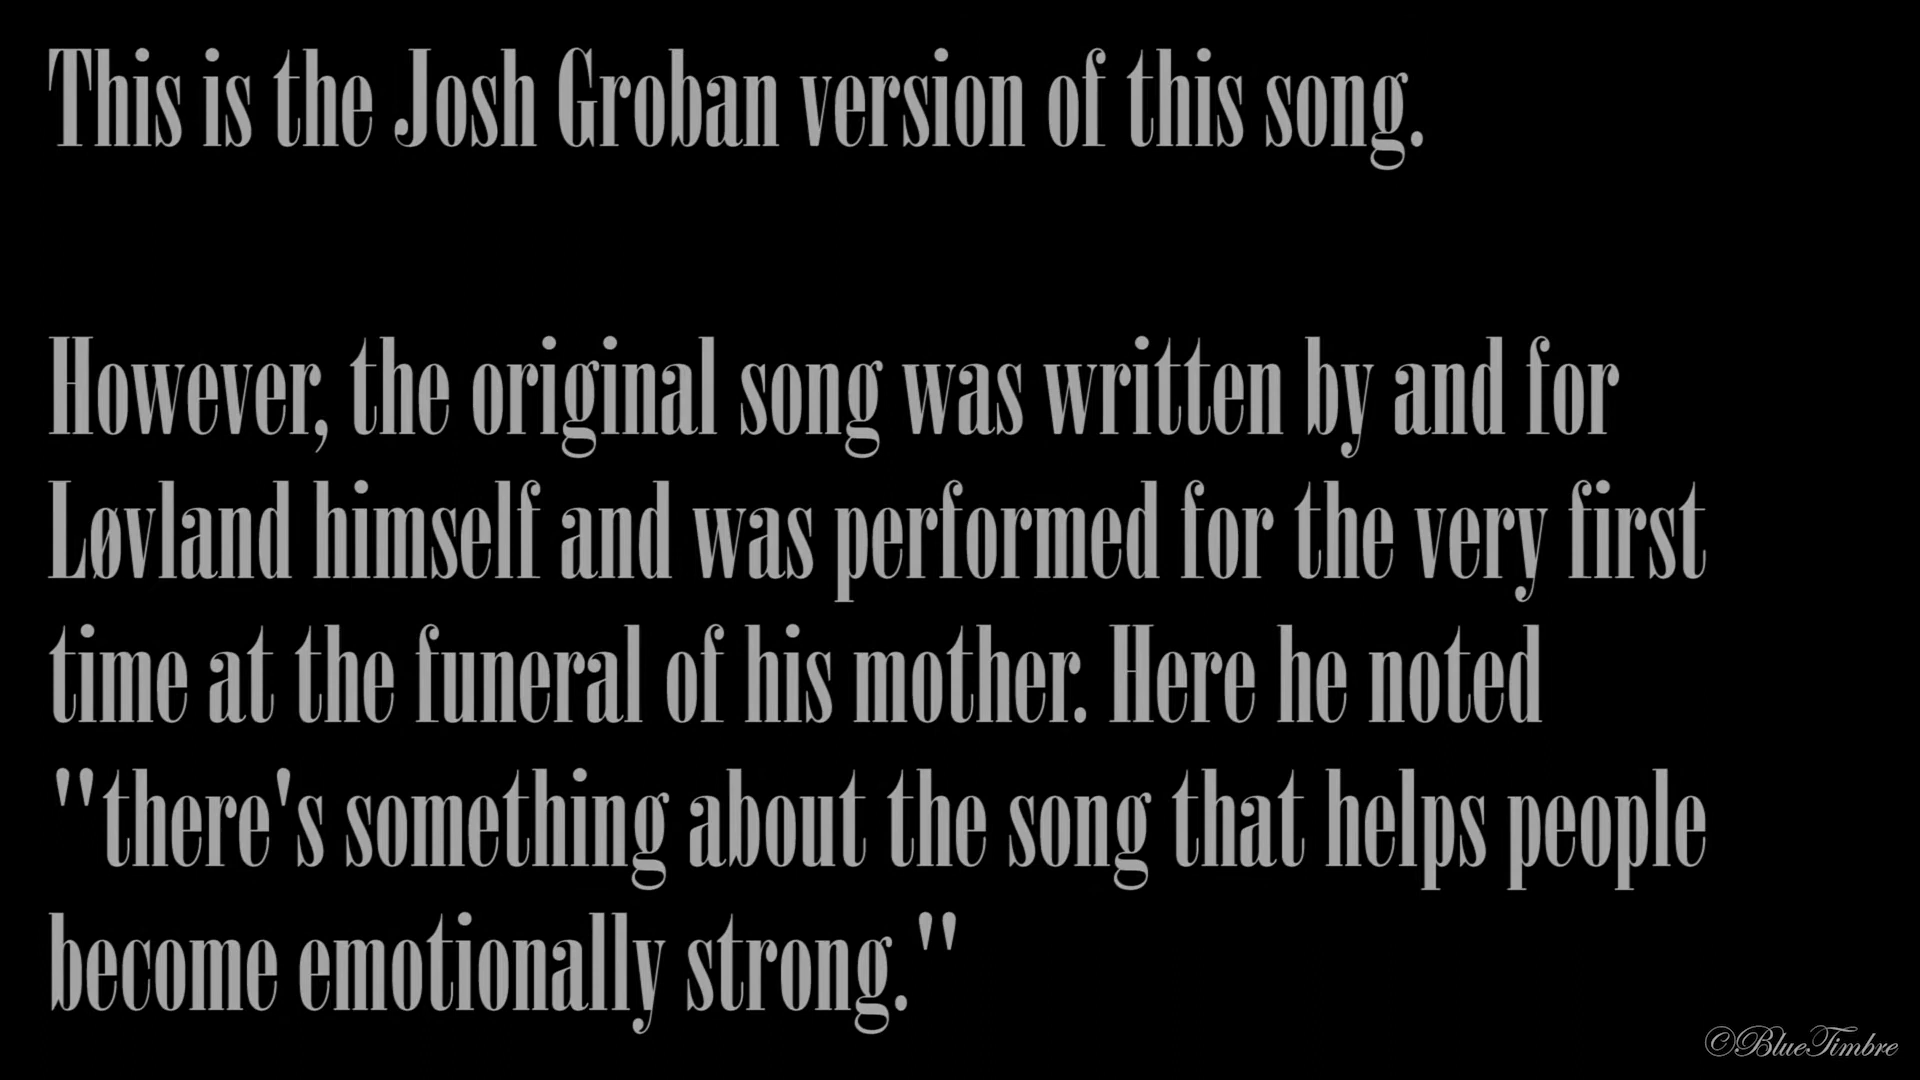 This is the Josh Groban version of this song.
However, the original song was written by and for
Løvland himself and was performed for the very first
time at the funeral of his mother. Here he noted
"there's something about the song that helps people
become emotionally strong."
©BlueTimbre